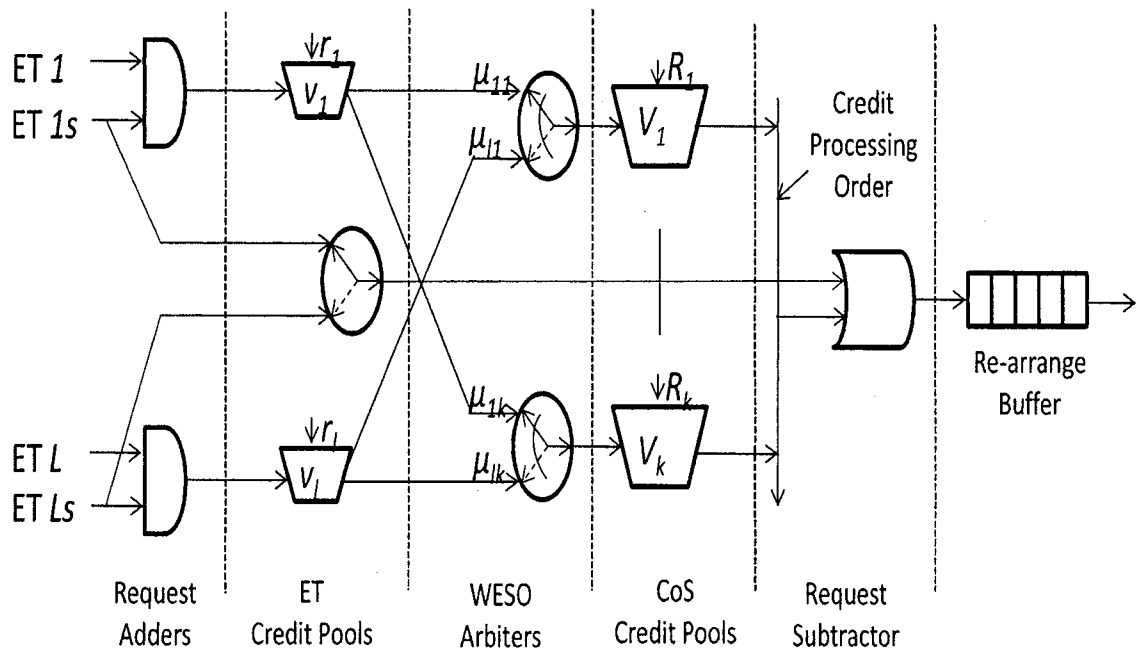 ET 1
ET 1s
r1
v1
μ11
μl1
R1
V1
Credit
Processing
Order
ET L
ET Ls
rl
vl
μ1k
μlk
Rk
Vk
Re-arrange
Buffer
Request
Adders
ET
Credit Pools
WESO
Arbiters
CoS
Credit Pools
Request
Subtractor